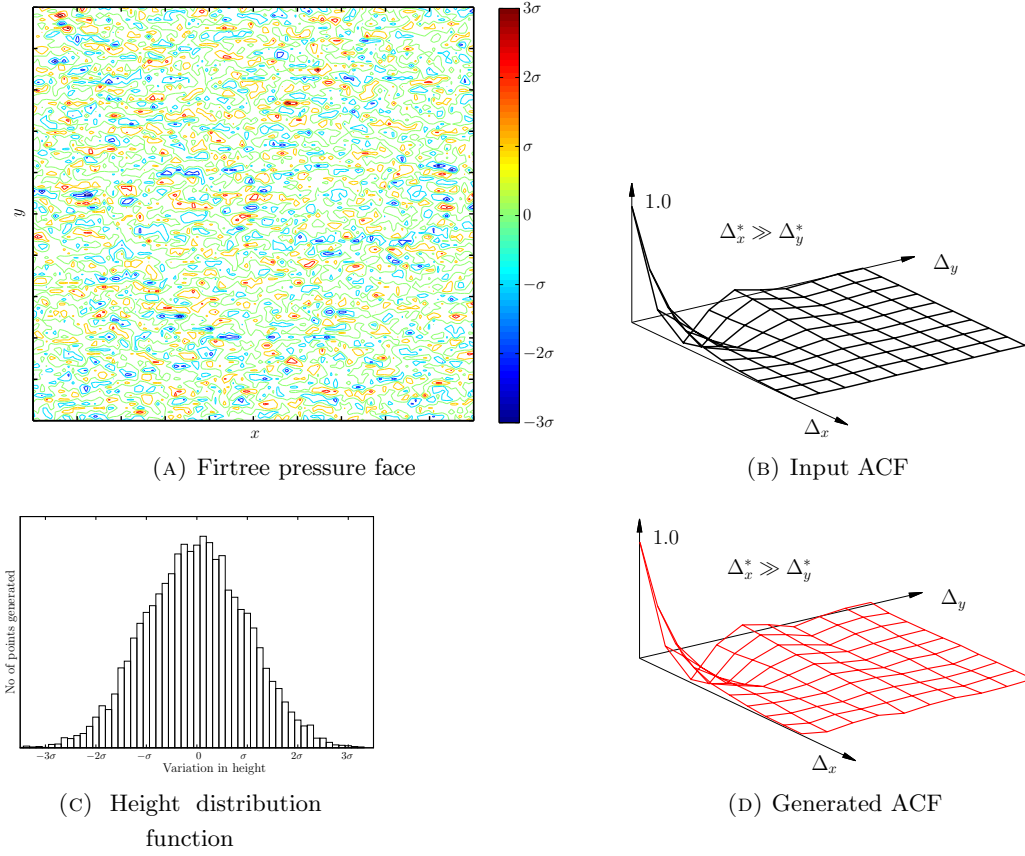 3σ
2σ
σ
0
−σ
−2σ
−3σ
y
x
(A) Firtree pressure face
1.0
Δ*x ≫ Δ*y
Δy
Δx
(B) Input ACF
No of points generated
−3σ −2σ −σ 0 σ 2σ 3σ
Variation in height
(C) Height distribution
function
1.0
Δ*x ≫ Δ*y
Δy
Δx
(D) Generated ACF